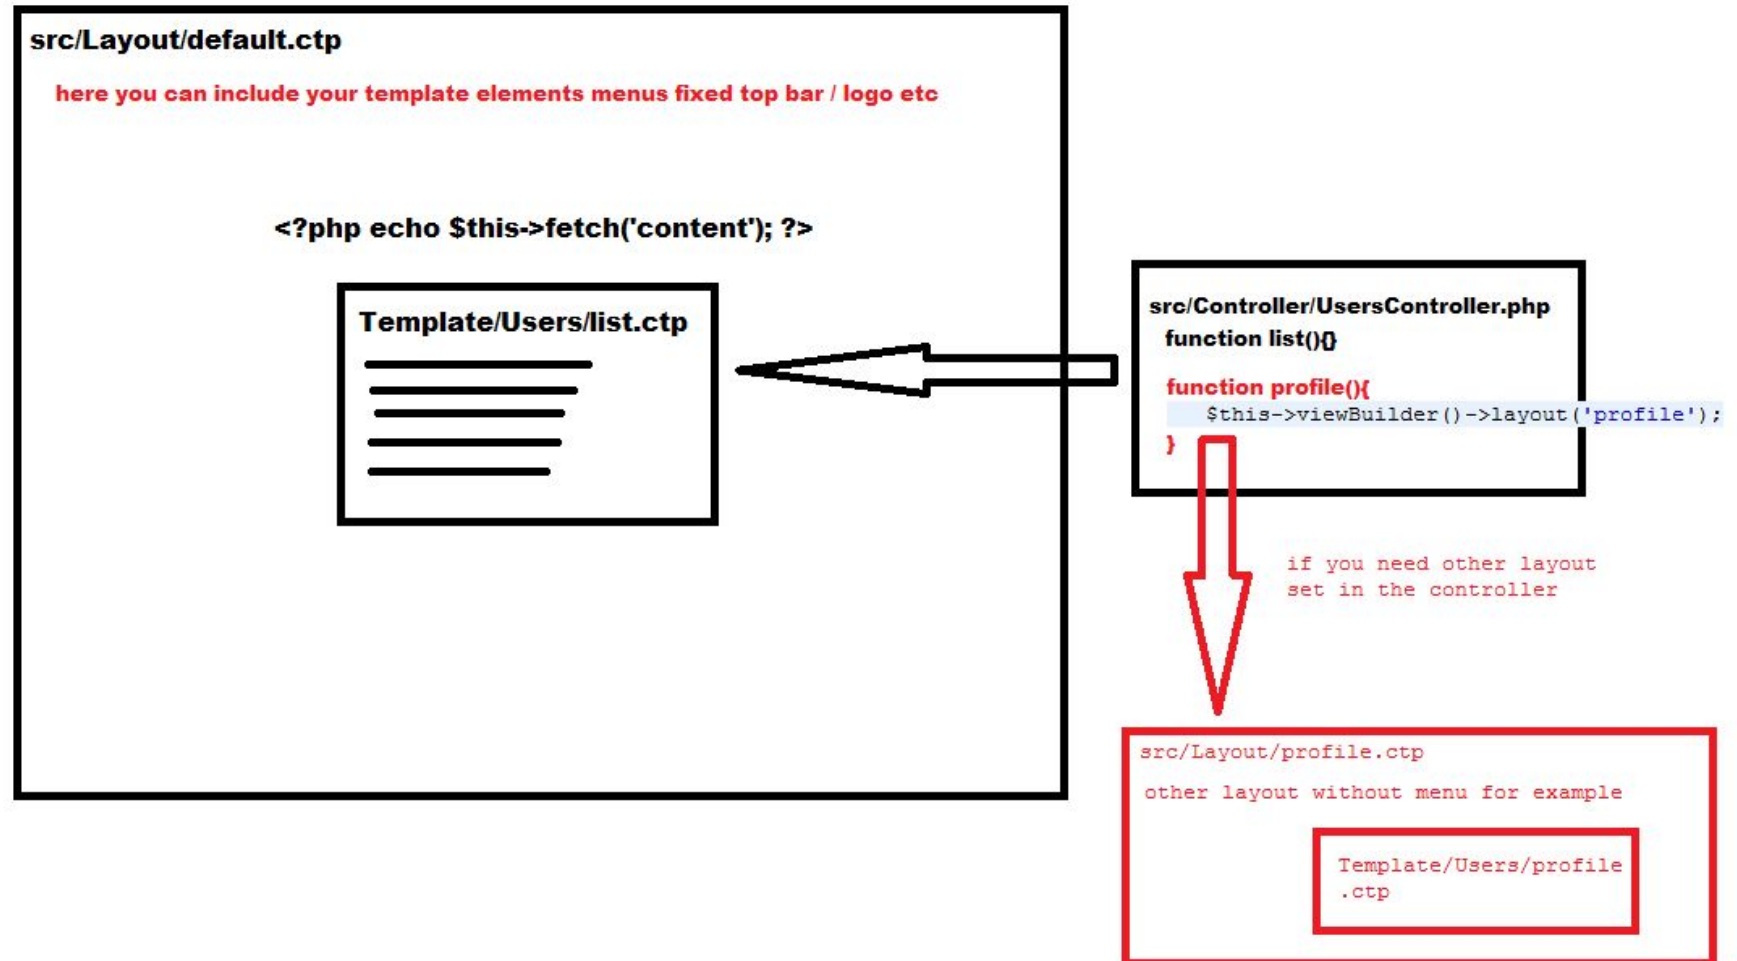 src/Layout/default.ctp
here you can include your template elements menus fixed top bar / logo etc
<?php echo $this->fetch('content'); ?>
Template/Users/list.ctp
src/Controller/UsersController.php
function list(){}
function profile(){
$this->viewBuilder()->layout('profile');
}
if you need other layout
set in the controller
src/Layout/profile.ctp
other layout without menu for example
Template/Users/profile
.ctp